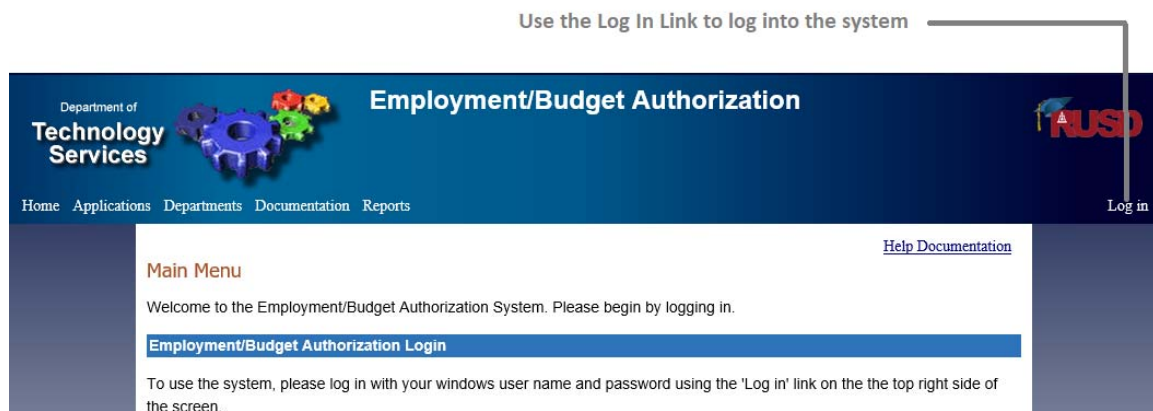 Use the Log In Link to log into the system
Employment/Budget Authorization
Department of
Technology
Services
RUSD
Home Applications Departments Documentation Reports
Log in
Help Documentation
Main Menu
Welcome to the Employment/Budget Authorization System. Please begin by logging in.
Employment/Budget Authorization Login
To use the system, please log in with your windows user name and password using the 'Log in' link on the the top right side of
the screen.